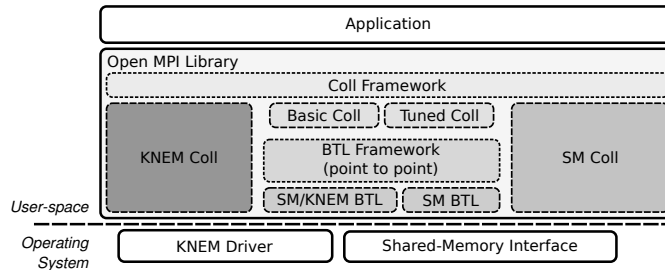 Application
Open MPI Library
Coll Framework
Basic Coll
Tuned Coll
KNEM Coll
BTL Framework
(point to point)
SM Coll
SM/KNEM BTL
SM BTL
User-space
Operating
System
KNEM Driver
Shared-Memory Interface